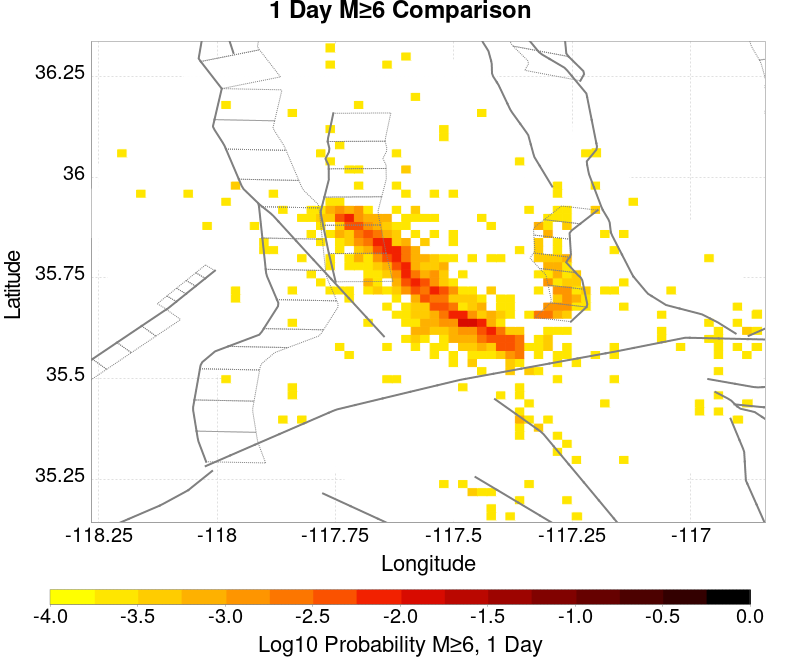 1 Day M≥6 Comparison
36.25
36
35.75
35.5
35.25
Latitude
-118.25 -118 -117.75 -117.5 -117.25 -117
Longitude
-4.0 -3.5 -3.0 -2.5 -2.0 -1.5 -1.0 -0.5 0.0
Log10 Probability M≥6, 1 Day